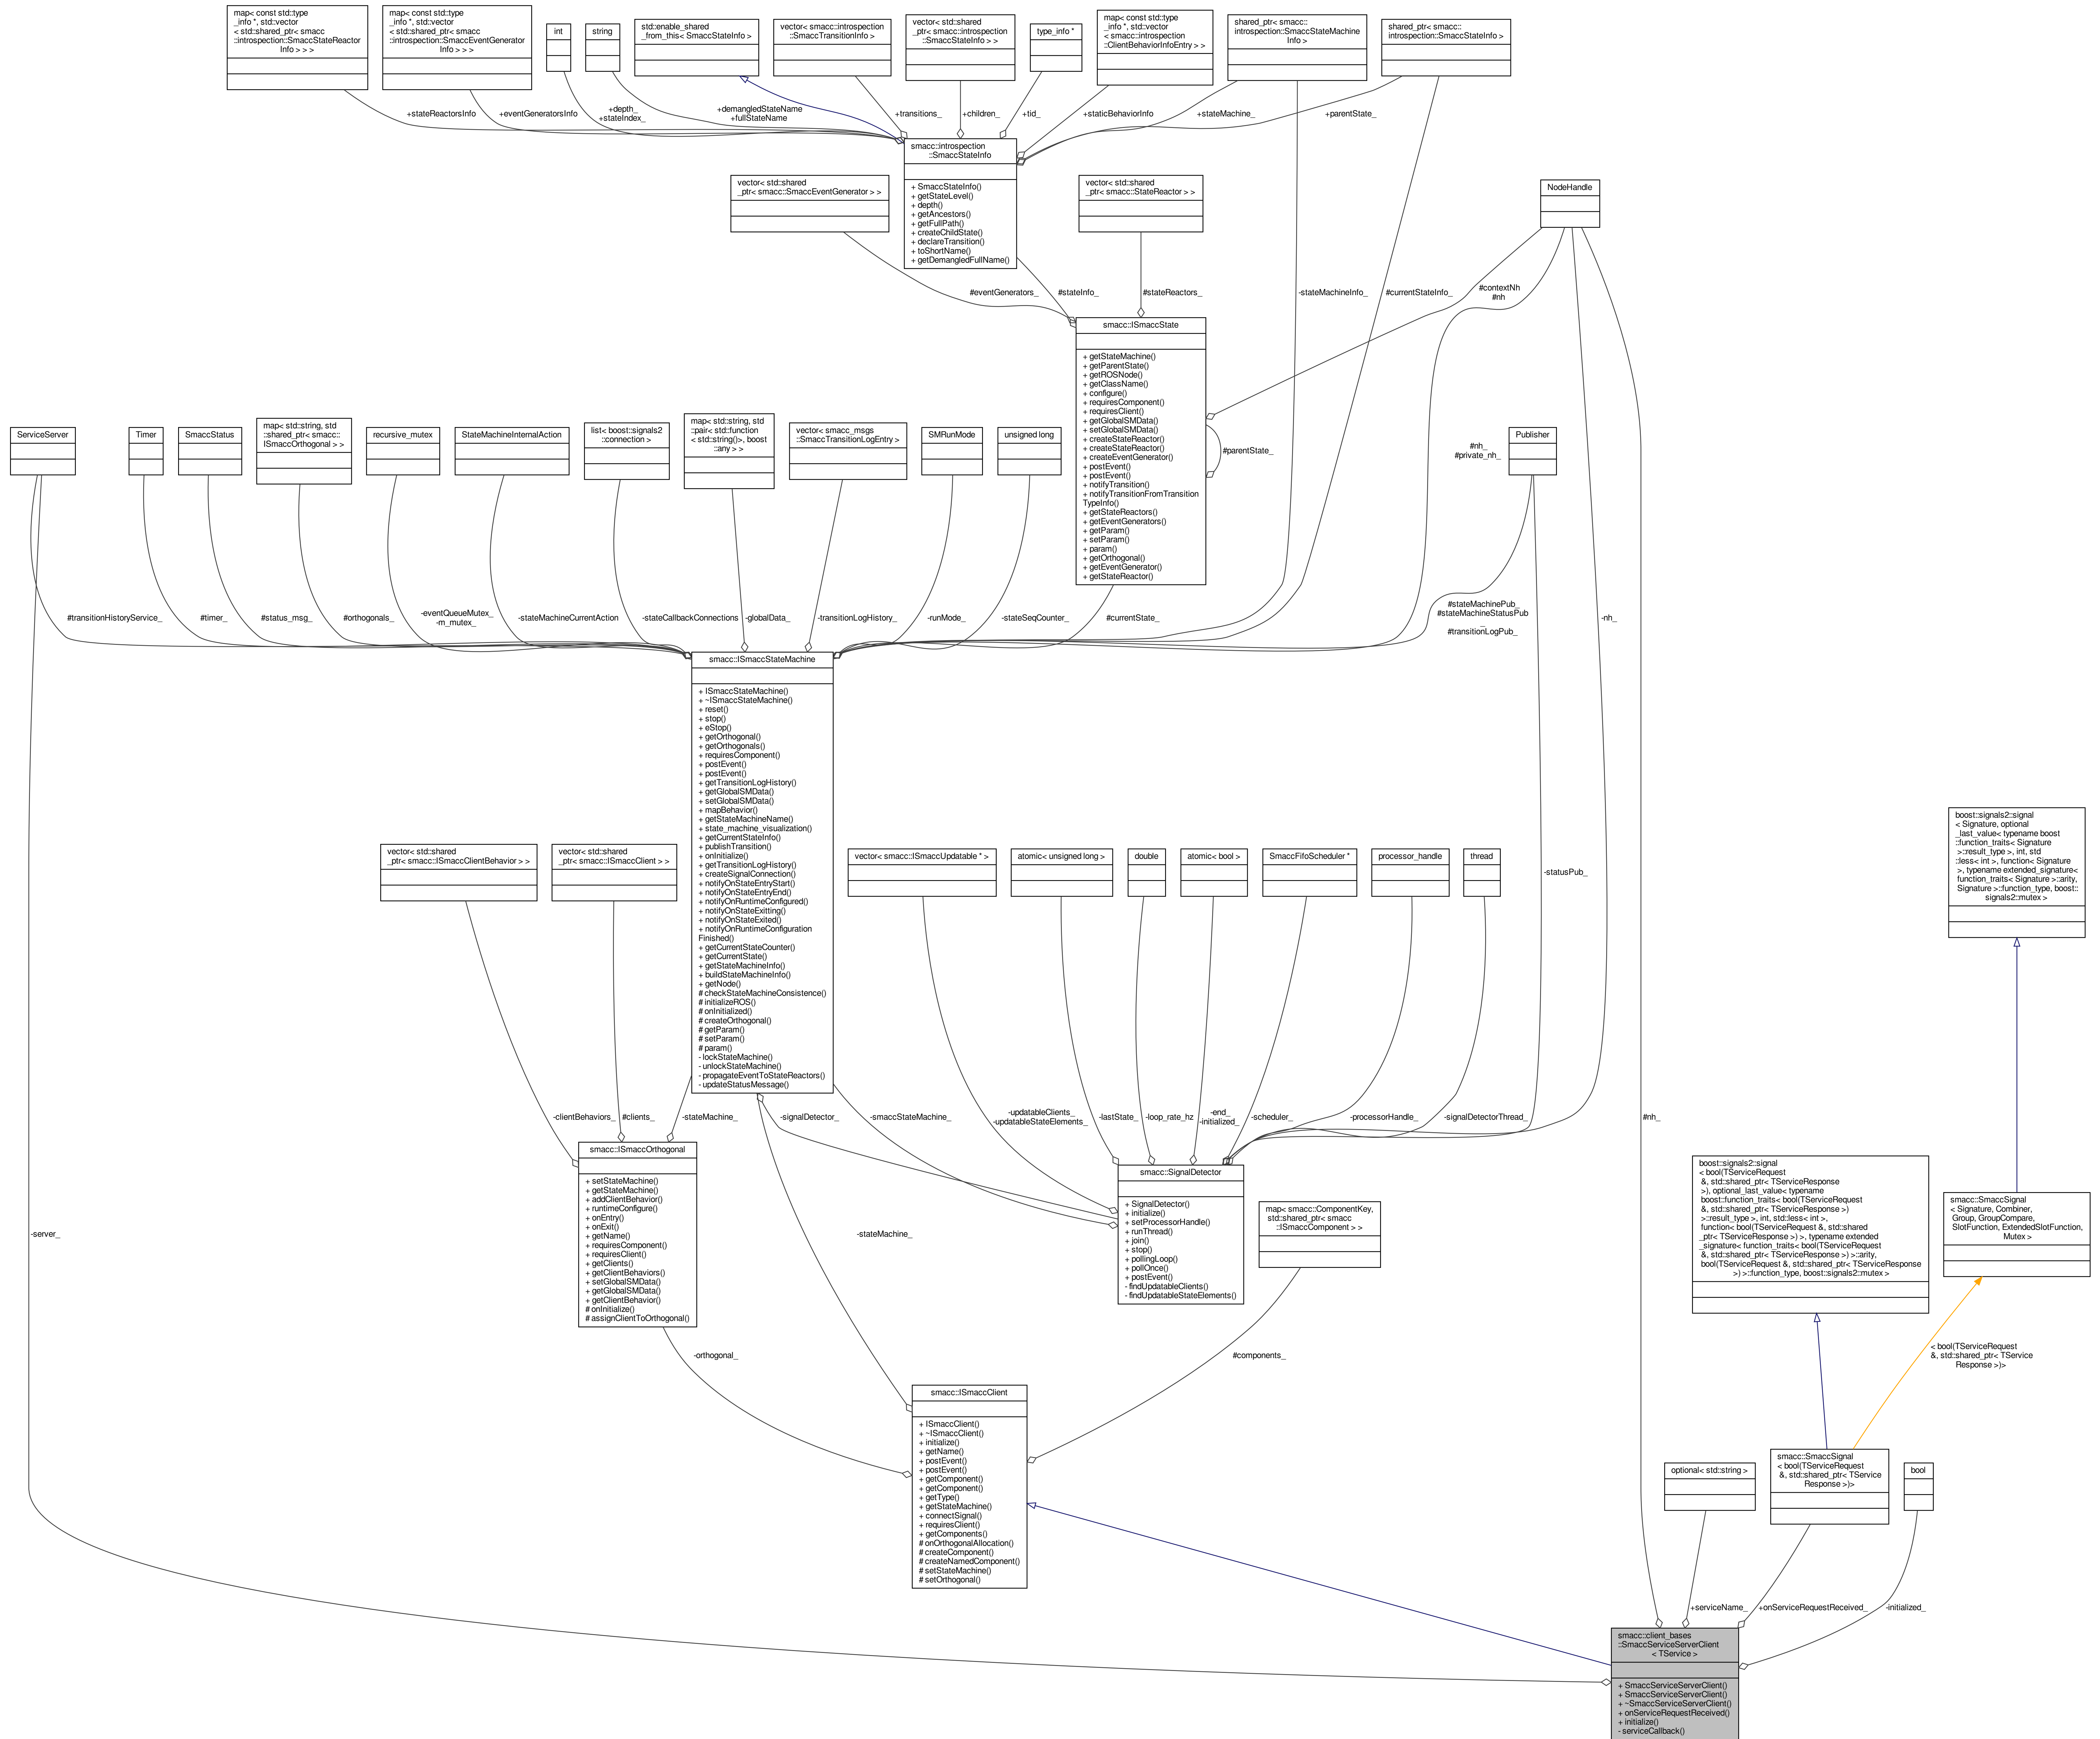 map< const std::type
_info *, std::vector
< std::shared_ptr< smacc
::introspection::SmaccStateReactor
Info > > >
map< const std::type
_info *, std::vector
< std::shared_ptr< smacc
::introspection::SmaccEventGenerator
Info > > >
int
string
std::enable_shared
_from_this< SmaccStateInfo >
vector< smacc::introspection
::SmaccTransitionInfo >
vector< std::shared
_ptr< smacc::introspection
::SmaccStateInfo > >
type_info *
map< const std::type
_info *, std::vector
< smacc::introspection
::ClientBehaviorInfoEntry > >
shared_ptr< smacc::
introspection::SmaccStateMachine
Info >
shared_ptr< smacc::
introspection::SmaccStateInfo >
+stateReactorsInfo
+eventGeneratorsInfo
+depth_
+stateIndex_
+demangledStateName
+fullStateName
+transitions_
+children_
+tid_
+staticBehaviorInfo
+stateMachine_
+parentState_
smacc::introspection
::SmaccStateInfo
+ SmaccStateInfo()
+ getStateLevel()
+ depth()
+ getAncestors()
+ getFullPath()
+ createChildState()
+ declareTransition()
+ toShortName()
+ getDemangledFullName()
vector< std::shared
_ptr< smacc::SmaccEventGenerator > >
vector< std::shared
_ptr< smacc::StateReactor > >
NodeHandle
#eventGenerators_
#stateInfo_
#stateReactors_
-stateMachineInfo_
#currentStateInfo_
#contextNh
#nh
smacc::ISmaccState
+ getStateMachine()
+ getParentState()
+ getROSNode()
+ getClassName()
+ configure()
+ requiresComponent()
+ requiresClient()
+ getGlobalSMData()
+ setGlobalSMData()
+ createStateReactor()
+ createStateReactor()
+ createEventGenerator()
+ postEvent()
+ postEvent()
+ notifyTransition()
+ notifyTransitionFromTransition
TypeInfo()
+ getStateReactors()
+ getEventGenerators()
+ getParam()
+ setParam()
+ param()
+ getOrthogonal()
+ getEventGenerator()
+ getStateReactor()
#parentState_
#nh_
#private_nh_
ServiceServer
Timer
SmaccStatus
map< std::string, std
::shared_ptr< smacc::
ISmaccOrthogonal > >
recursive_mutex
StateMachineInternalAction
list< boost::signals2
::connection >
map< std::string, std
::pair< std::function
< std::string()>, boost
::any > >
vector< smacc_msgs
::SmaccTransitionLogEntry >
SMRunMode
unsigned long
Publisher
#transitionHistoryService_
#timer_
#status_msg_
#orthogonals_
-eventQueueMutex_
-m_mutex_
-stateMachineCurrentAction
-stateCallbackConnections
-globalData_
-transitionLogHistory_
-runMode_
-stateSeqCounter_
#currentState_
#stateMachinePub_
#stateMachineStatusPub
_
#transitionLogPub_
-nh_
smacc::ISmaccStateMachine
+ ISmaccStateMachine()
+ ~ISmaccStateMachine()
+ reset()
+ stop()
+ eStop()
+ getOrthogonal()
+ getOrthogonals()
+ requiresComponent()
+ postEvent()
+ postEvent()
+ getTransitionLogHistory()
+ getGlobalSMData()
+ setGlobalSMData()
+ mapBehavior()
+ getStateMachineName()
+ state_machine_visualization()
+ getCurrentStateInfo()
+ publishTransition()
+ onInitialize()
+ getTransitionLogHistory()
+ createSignalConnection()
+ notifyOnStateEntryStart()
+ notifyOnStateEntryEnd()
+ notifyOnRuntimeConfigured()
+ notifyOnStateExitting()
+ notifyOnStateExited()
+ notifyOnRuntimeConfiguration
Finished()
+ getCurrentStateCounter()
+ getCurrentState()
+ getStateMachineInfo()
+ buildStateMachineInfo()
+ getNode()
# checkStateMachineConsistence()
# initializeROS()
# onInitialized()
# createOrthogonal()
# getParam()
# setParam()
# param()
- lockStateMachine()
- unlockStateMachine()
- propagateEventToStateReactors()
- updateStatusMessage()
vector< std::shared
_ptr< smacc::ISmaccClientBehavior > >
vector< std::shared
_ptr< smacc::ISmaccClient > >
vector< smacc::ISmaccUpdatable * >
atomic< unsigned long >
double
atomic< bool >
SmaccFifoScheduler *
processor_handle
thread
-statusPub_
boost::signals2::signal
< Signature, optional
_last_value< typename boost
::function_traits< Signature
>::result_type >, int, std
::less< int >, function< Signature
>, typename extended_signature<
function_traits< Signature >::arity,
Signature >::function_type, boost::
signals2::mutex >
-clientBehaviors_
#clients_
-stateMachine_
-signalDetector_
-smaccStateMachine_
-updatableClients_
-updatableStateElements_
-lastState_
-loop_rate_hz
-end_
-initialized_
-scheduler_
-processorHandle_
-signalDetectorThread_
#nh_
smacc::ISmaccOrthogonal
+ setStateMachine()
+ getStateMachine()
+ addClientBehavior()
+ runtimeConfigure()
+ onEntry()
+ onExit()
+ getName()
+ requiresComponent()
+ requiresClient()
+ getClients()
+ getClientBehaviors()
+ setGlobalSMData()
+ getGlobalSMData()
+ getClientBehavior()
# onInitialize()
# assignClientToOrthogonal()
smacc::SignalDetector
+ SignalDetector()
+ initialize()
+ setProcessorHandle()
+ runThread()
+ join()
+ stop()
+ pollingLoop()
+ pollOnce()
+ postEvent()
- findUpdatableClients()
- findUpdatableStateElements()
map< smacc::ComponentKey,
std::shared_ptr< smacc
::ISmaccComponent > >
boost::signals2::signal
< bool(TServiceRequest
&, std::shared_ptr< TServiceResponse
>), optional_last_value< typename
boost::function_traits< bool(TServiceRequest
&, std::shared_ptr< TServiceResponse >)
>::result_type >, int, std::less< int >,
function< bool(TServiceRequest &, std::shared
_ptr< TServiceResponse >) >, typename extended
_signature< function_traits< bool(TServiceRequest
&, std::shared_ptr< TServiceResponse >) >::arity,
bool(TServiceRequest &, std::shared_ptr< TServiceResponse
>) >::function_type, boost::signals2::mutex >
smacc::SmaccSignal
< Signature, Combiner,
Group, GroupCompare,
SlotFunction, ExtendedSlotFunction,
Mutex >
-server_
-stateMachine_
-orthogonal_
#components_
< bool(TServiceRequest
&, std::shared_ptr< TService
Response >)>
smacc::ISmaccClient
+ ISmaccClient()
+ ~ISmaccClient()
+ initialize()
+ getName()
+ postEvent()
+ postEvent()
+ getComponent()
+ getComponent()
+ getType()
+ getStateMachine()
+ connectSignal()
+ requiresClient()
+ getComponents()
# onOrthogonalAllocation()
# createComponent()
# createNamedComponent()
# setStateMachine()
# setOrthogonal()
optional< std::string >
smacc::SmaccSignal
< bool(TServiceRequest
&, std::shared_ptr< TService
Response >)>
bool
+serviceName_
+onServiceRequestReceived_
-initialized_
smacc::client_bases
::SmaccServiceServerClient
< TService >
+ SmaccServiceServerClient()
+ SmaccServiceServerClient()
+ ~SmaccServiceServerClient()
+ onServiceRequestReceived()
+ initialize()
- serviceCallback()